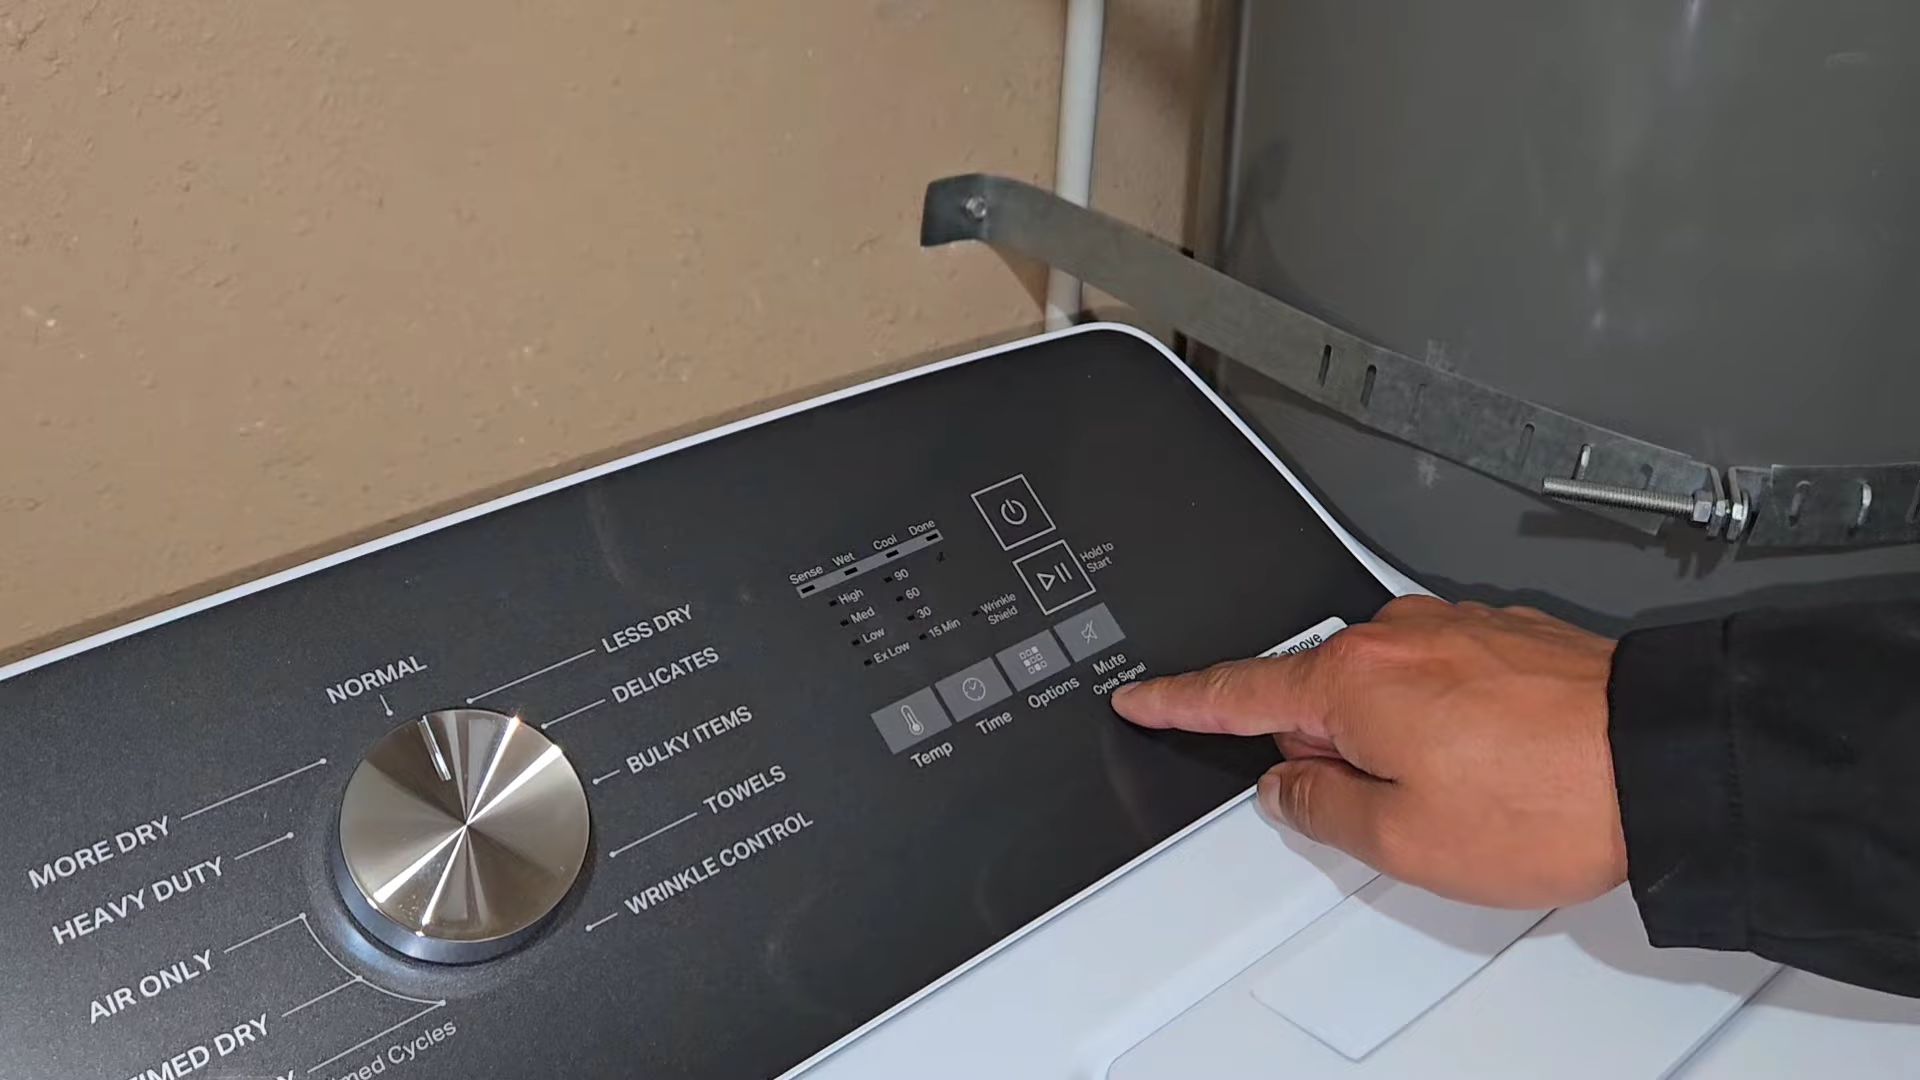 NORMAL
LESS DRY
DELICATES
BULKY ITEMS
TOWELS
WRINKLE CONTROL
MORE DRY
HEAVY DUTY
AIR ONLY
TIMED DRY
Cycles
Sense
Wet
Cool
Done
High
Med
Low
Ex Low
90
60
30
15 Min
Wrinkle
Shield
Hold to
Start
Temp
Time
Options
Mute
Cycle Signal